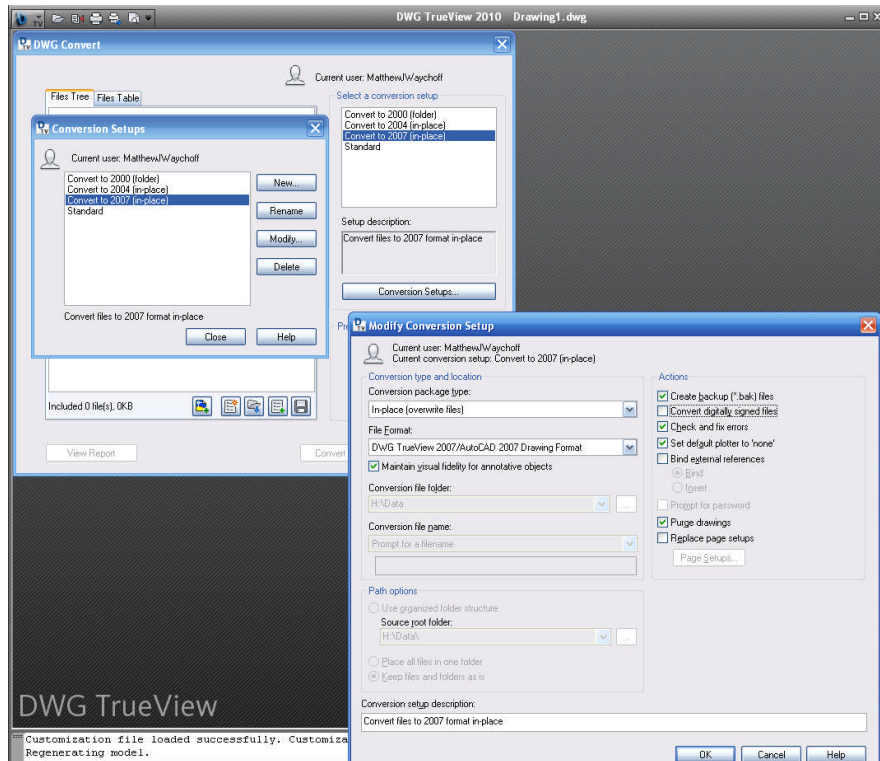 DWG TrueView 2010 Drawing1.dwg
DWG Convert
Current user: MatthewJWaychoff
Files Tree Files Table
Select a conversion setup
Convert to 2000 (folder)
Convert to 2004 (in-place)
Convert to 2007 (in-place)
Standard
Setup description:
Convert files to 2007 format in-place
Conversion Setups...
Included 0 file(s), 0KB
View Report
Convert
Conversion Setups
Current user: MatthewJWaychoff
Convert to 2000 (folder)
Convert to 2004 (in-place)
Convert to 2007 (in-place)
Standard
New...
Rename
Modify...
Delete
Convert files to 2007 format in-place
Close Help
Modify Conversion Setup
Current user: MatthewJWaychoff
Current conversion setup: Convert to 2007 (in-place)
Conversion type and location
Conversion package type:
In-place (overwrite files)
File Format:
DWG TrueView 2007/AutoCAD 2007 Drawing Format
Maintain visual fidelity for annotative objects
Conversion file folder:
H:\Data
...
Conversion file name:
Prompt for a filename
Path options
Use organized folder structure
Source root folder:
H:\Data\
...
Place all files in one folder
Keep files and folders as is
Actions
Create backup (*.bak) files
Convert digitally signed files
Check and fix errors
Set default plotter to 'none'
Bind external references
Bind
Insert
Prompt for password
Purge drawings
Replace page setups
Page Setups...
Conversion setup description:
Convert files to 2007 format in-place
OK Cancel Help
DWG TrueView
Customization file loaded successfully. Customiza
Regenerating model.